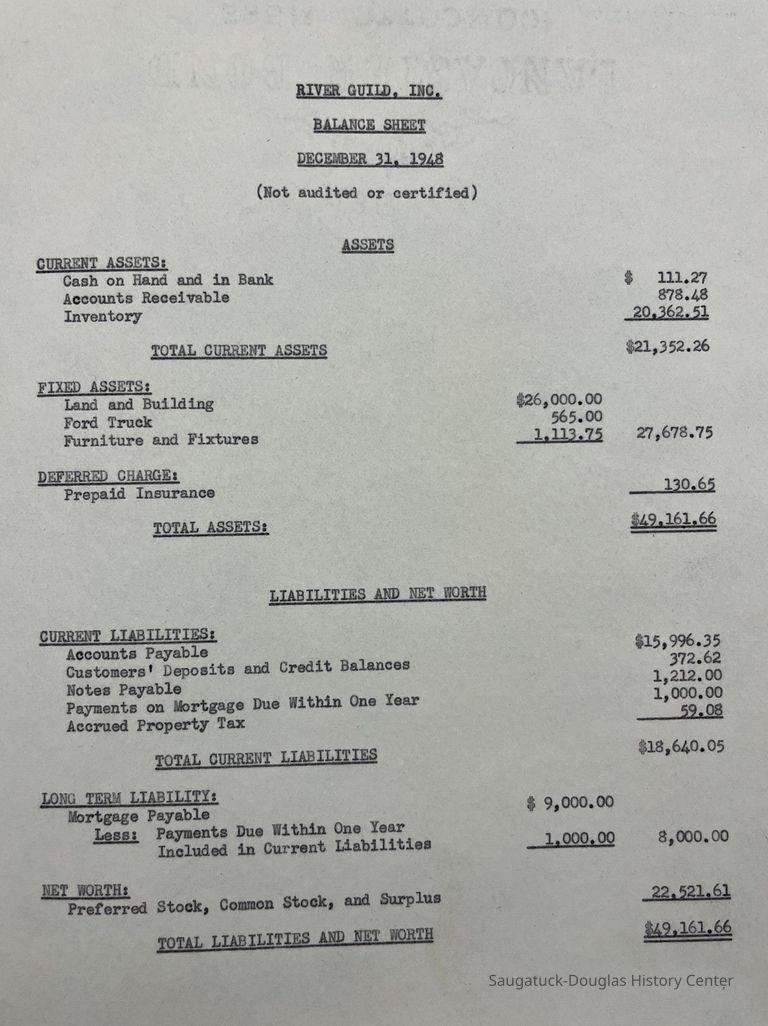 RIVER GUILD, INC.
BALANCE SHEET
DECEMBER 31, 1948
(Not audited or certified)
ASSETS
CURRENT ASSETS:
Cash on Hand and in Bank $ 111.27
Accounts Receivable 878.48
Inventory 20,362.51
TOTAL CURRENT ASSETS $21,352.26
FIXED ASSETS:
Land and Building $26,000.00
Ford Truck 565.00
Furniture and Fixtures 1,113.75 27,678.75
DEFERRED CHARGE:
Prepaid Insurance 130.65
TOTAL ASSETS: $49,161.66
LIABILITIES AND NET WORTH
CURRENT LIABILITIES:
Accounts Payable $15,996.35
Customers' Deposits and Credit Balances 372.62
Notes Payable 1,212.00
Payments on Mortgage Due Within One Year 1,000.00
Accrued Property Tax 59.08
TOTAL CURRENT LIABILITIES $18,640.05
LONG TERM LIABILITY:
Mortgage Payable $ 9,000.00
Less: Payments Due Within One Year
Included in Current Liabilities 1,000.00 8,000.00
NET WORTH:
Preferred Stock, Common Stock, and Surplus 22,521.61
TOTAL LIABILITIES AND NET WORTH $49,161.66
Saugatuck-Douglas History Center